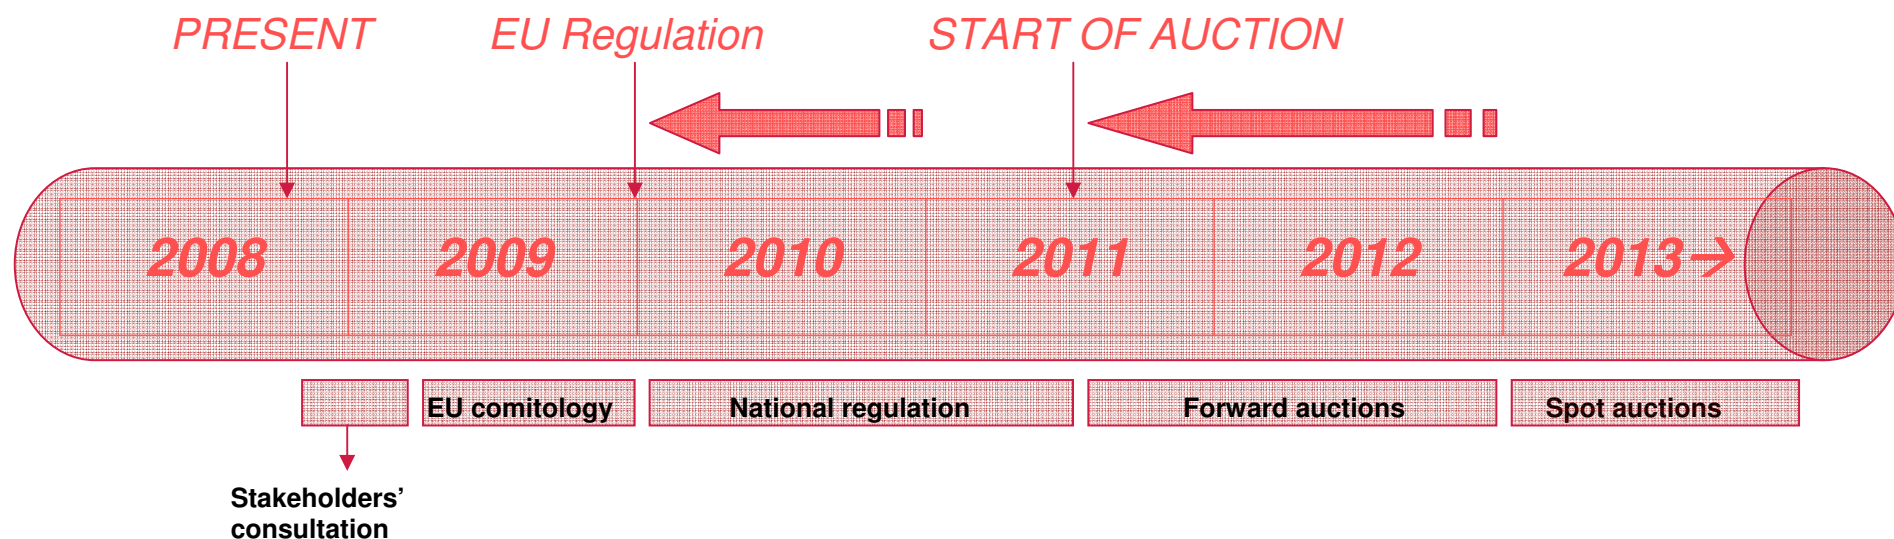 PRESENT
EU Regulation
START OF AUCTION
2008
2009
2010
2011
2012
2013→
EU comitology
National regulation
Forward auctions
Spot auctions
Stakeholders’
consultation